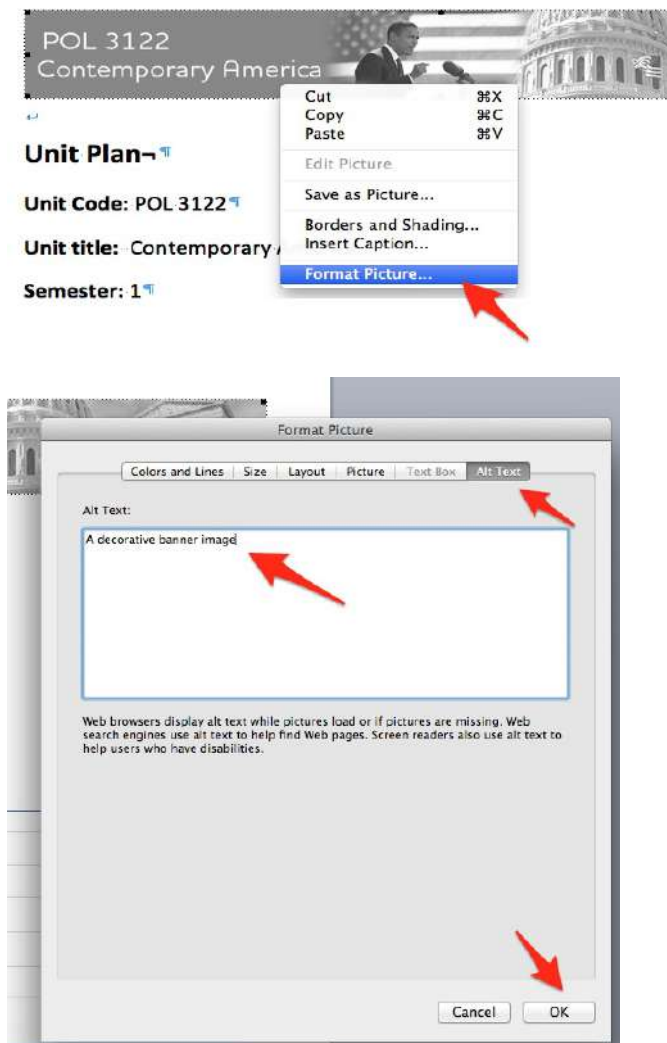 POL 3122
Contemporary America
Cut ⌘X
Copy ⌘C
Paste ⌘V
Edit Picture
Save as Picture...
Borders and Shading...
Insert Caption...
Format Picture...
Unit Plan¬¶
Unit Code: POL 3122¶
Unit title: Contemporary
Semester: 1¶
Format Picture
Colors and Lines
Size
Layout
Picture
Text Box
Alt Text
Alt Text:
A decorative banner image
Web browsers display alt text while pictures load or if pictures are missing. Web
search engines use alt text to help find Web pages. Screen readers also use alt text to
help users who have disabilities.
Cancel
OK